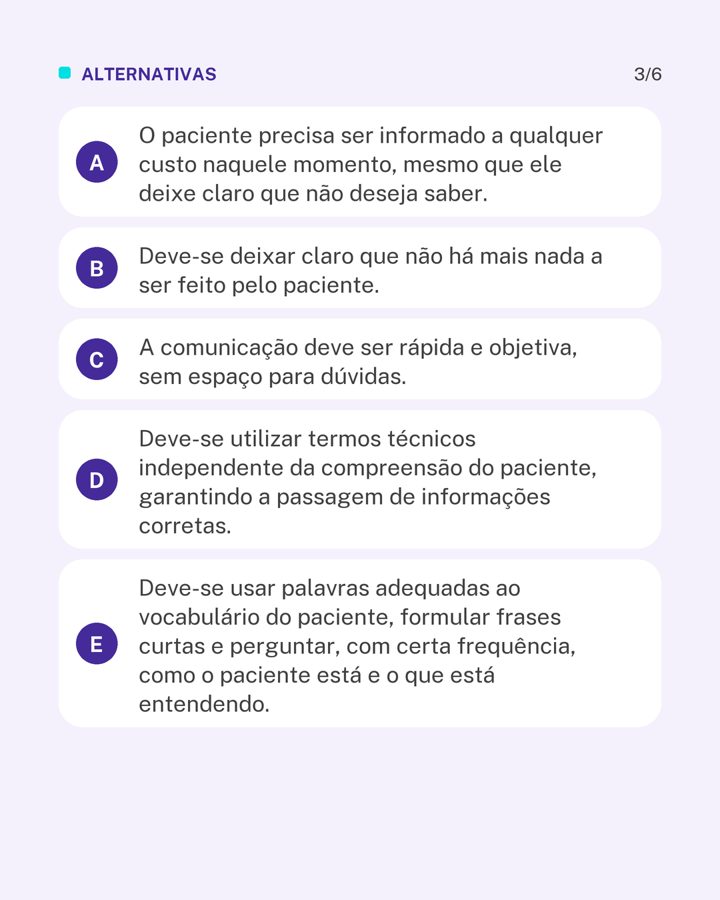 ALTERNATIVAS
3/6
A
O paciente precisa ser informado a qualquer
custo naquele momento, mesmo que ele
deixe claro que não deseja saber.
B
Deve-se deixar claro que não há mais nada a
ser feito pelo paciente.
C
A comunicação deve ser rápida e objetiva,
sem espaço para dúvidas.
D
Deve-se utilizar termos técnicos
independente da compreensão do paciente,
garantindo a passagem de informações
corretas.
E
Deve-se usar palavras adequadas ao
vocabulário do paciente, formular frases
curtas e perguntar, com certa frequência,
como o paciente está e o que está
entendendo.